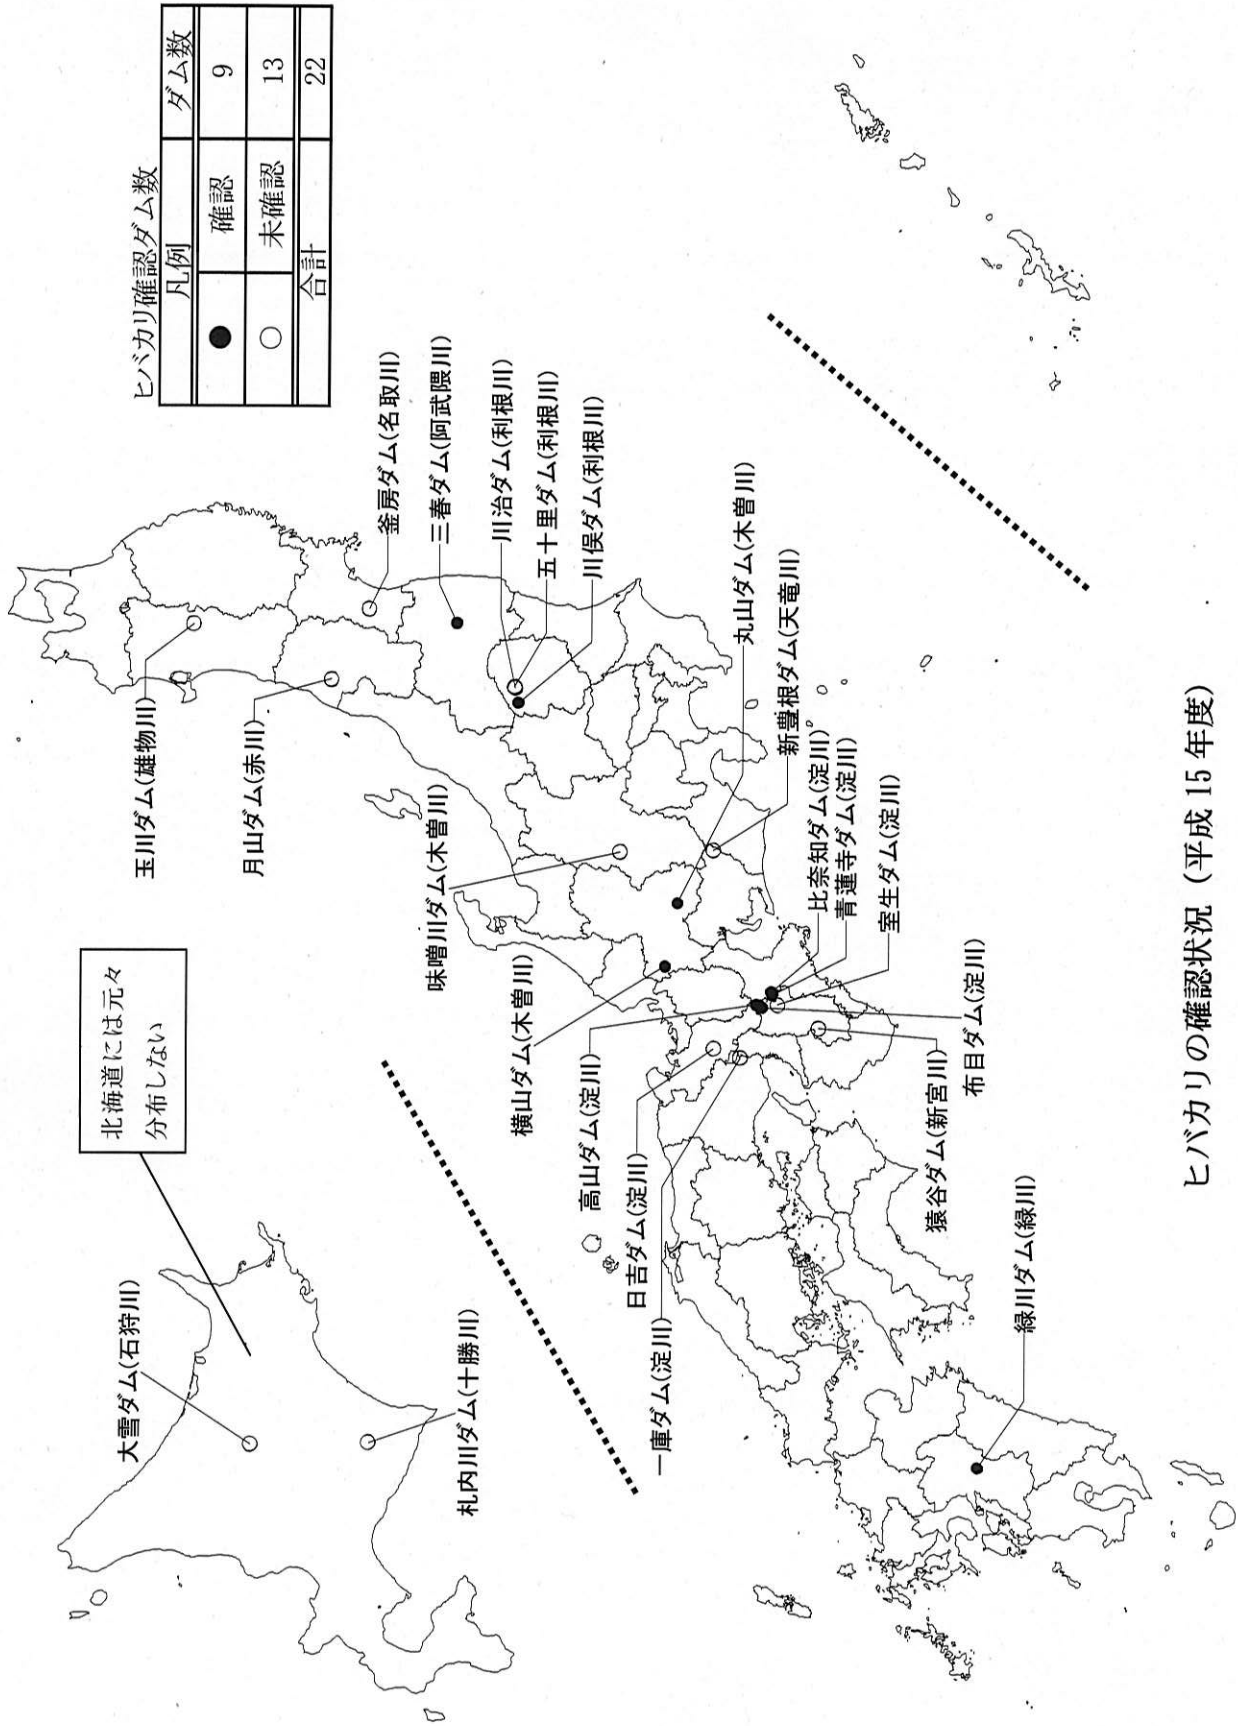 ヒバカリ確認ダム数
凡例 ダム数
● 確認 9
○ 未確認 13
合計 22
北海道には元々
分布しない
大雪ダム(石狩川)
札内川ダム(十勝川)
玉川ダム(雄物川)
月山ダム(赤川)
釜房ダム(名取川)
三春ダム(阿武隈川)
川治ダム(利根川)
五十里ダム(利根川)
川俣ダム(利根川)
丸山ダム(木曽川)
新豊根ダム(天竜川)
味噌川ダム(木曽川)
横山ダム(木曽川)
比奈知ダム(淀川)
青蓮寺ダム(淀川)
室生ダム(淀川)
布目ダム(淀川)
高山ダム(淀川)
日吉ダム(淀川)
一庫ダム(淀川)
猿谷ダム(新宮川)
緑川ダム(緑川)
ヒバカリの確認状況 (平成 15 年度)